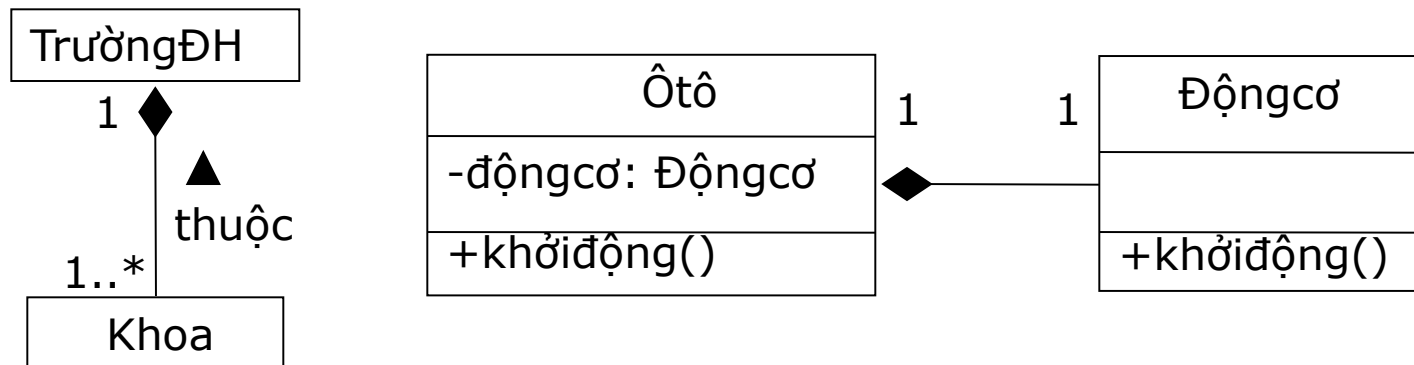 TrườngĐH
1
thuộc
1..*
Khoa
Ôtô
-độngcơ: Độngcơ
+khởiđộng()
1
1
Độngcơ
+khởiđộng()